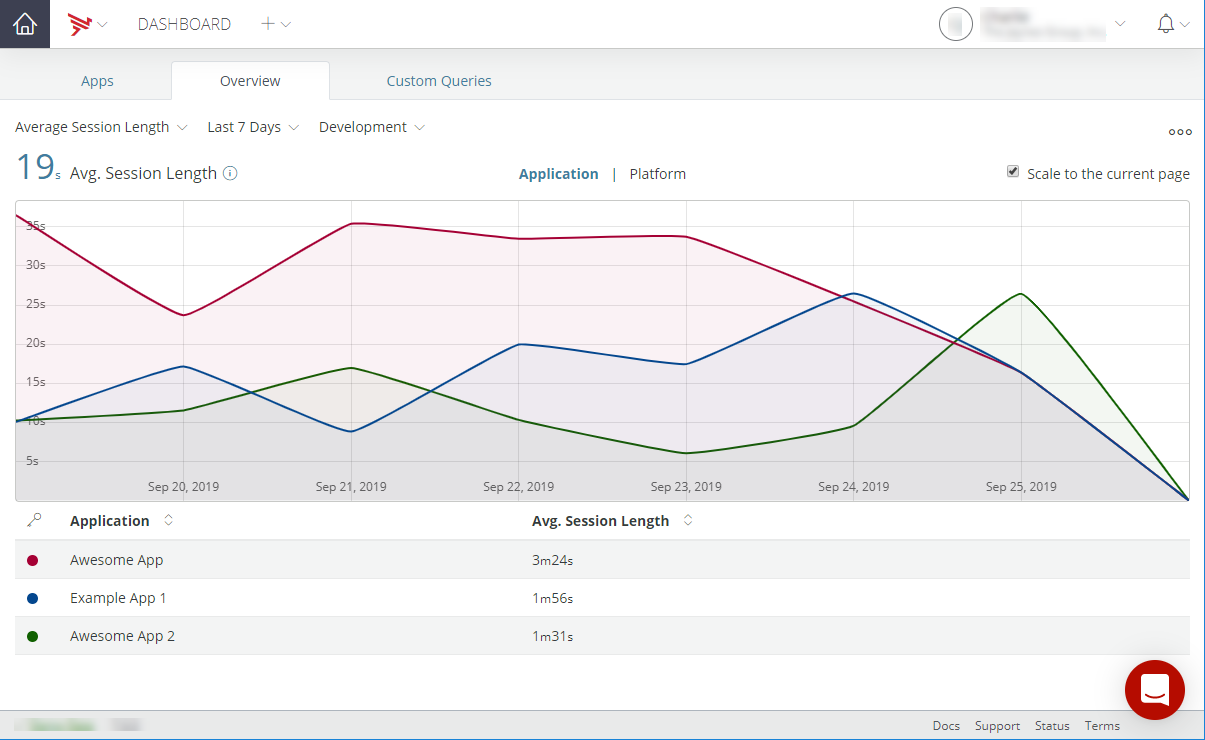 DASHBOARD
Apps Overview Custom Queries
Average Session Length Last 7 Days Development
19s Avg. Session Length Application | Platform Scale to the current page
35s
30s
25s
20s
15s
10s
5s
Sep 20, 2019 Sep 21, 2019 Sep 22, 2019 Sep 23, 2019 Sep 24, 2019 Sep 25, 2019
Application Avg. Session Length
Awesome App 3m24s
Example App 1 1m56s
Awesome App 2 1m31s
Docs Support Status Terms